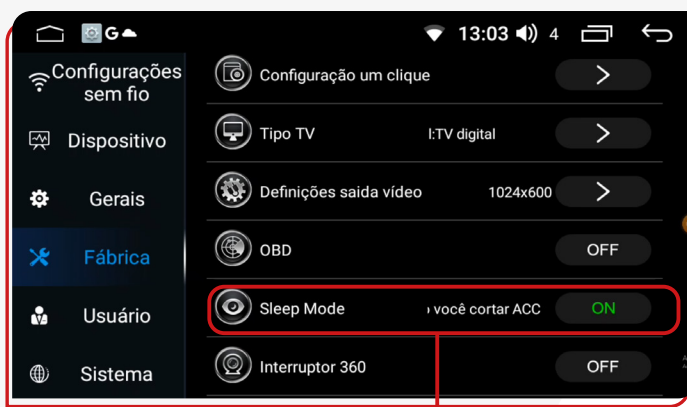 G 13:03 4
Configurações
sem fio
Dispositivo
Gerais
Fábrica
Usuário
Sistema
Configuração um clique
Tipo TV l:TV digital
Definições saida vídeo 1024x600
OBD OFF
Sleep Mode você cortar ACC ON
Interruptor 360 OFF